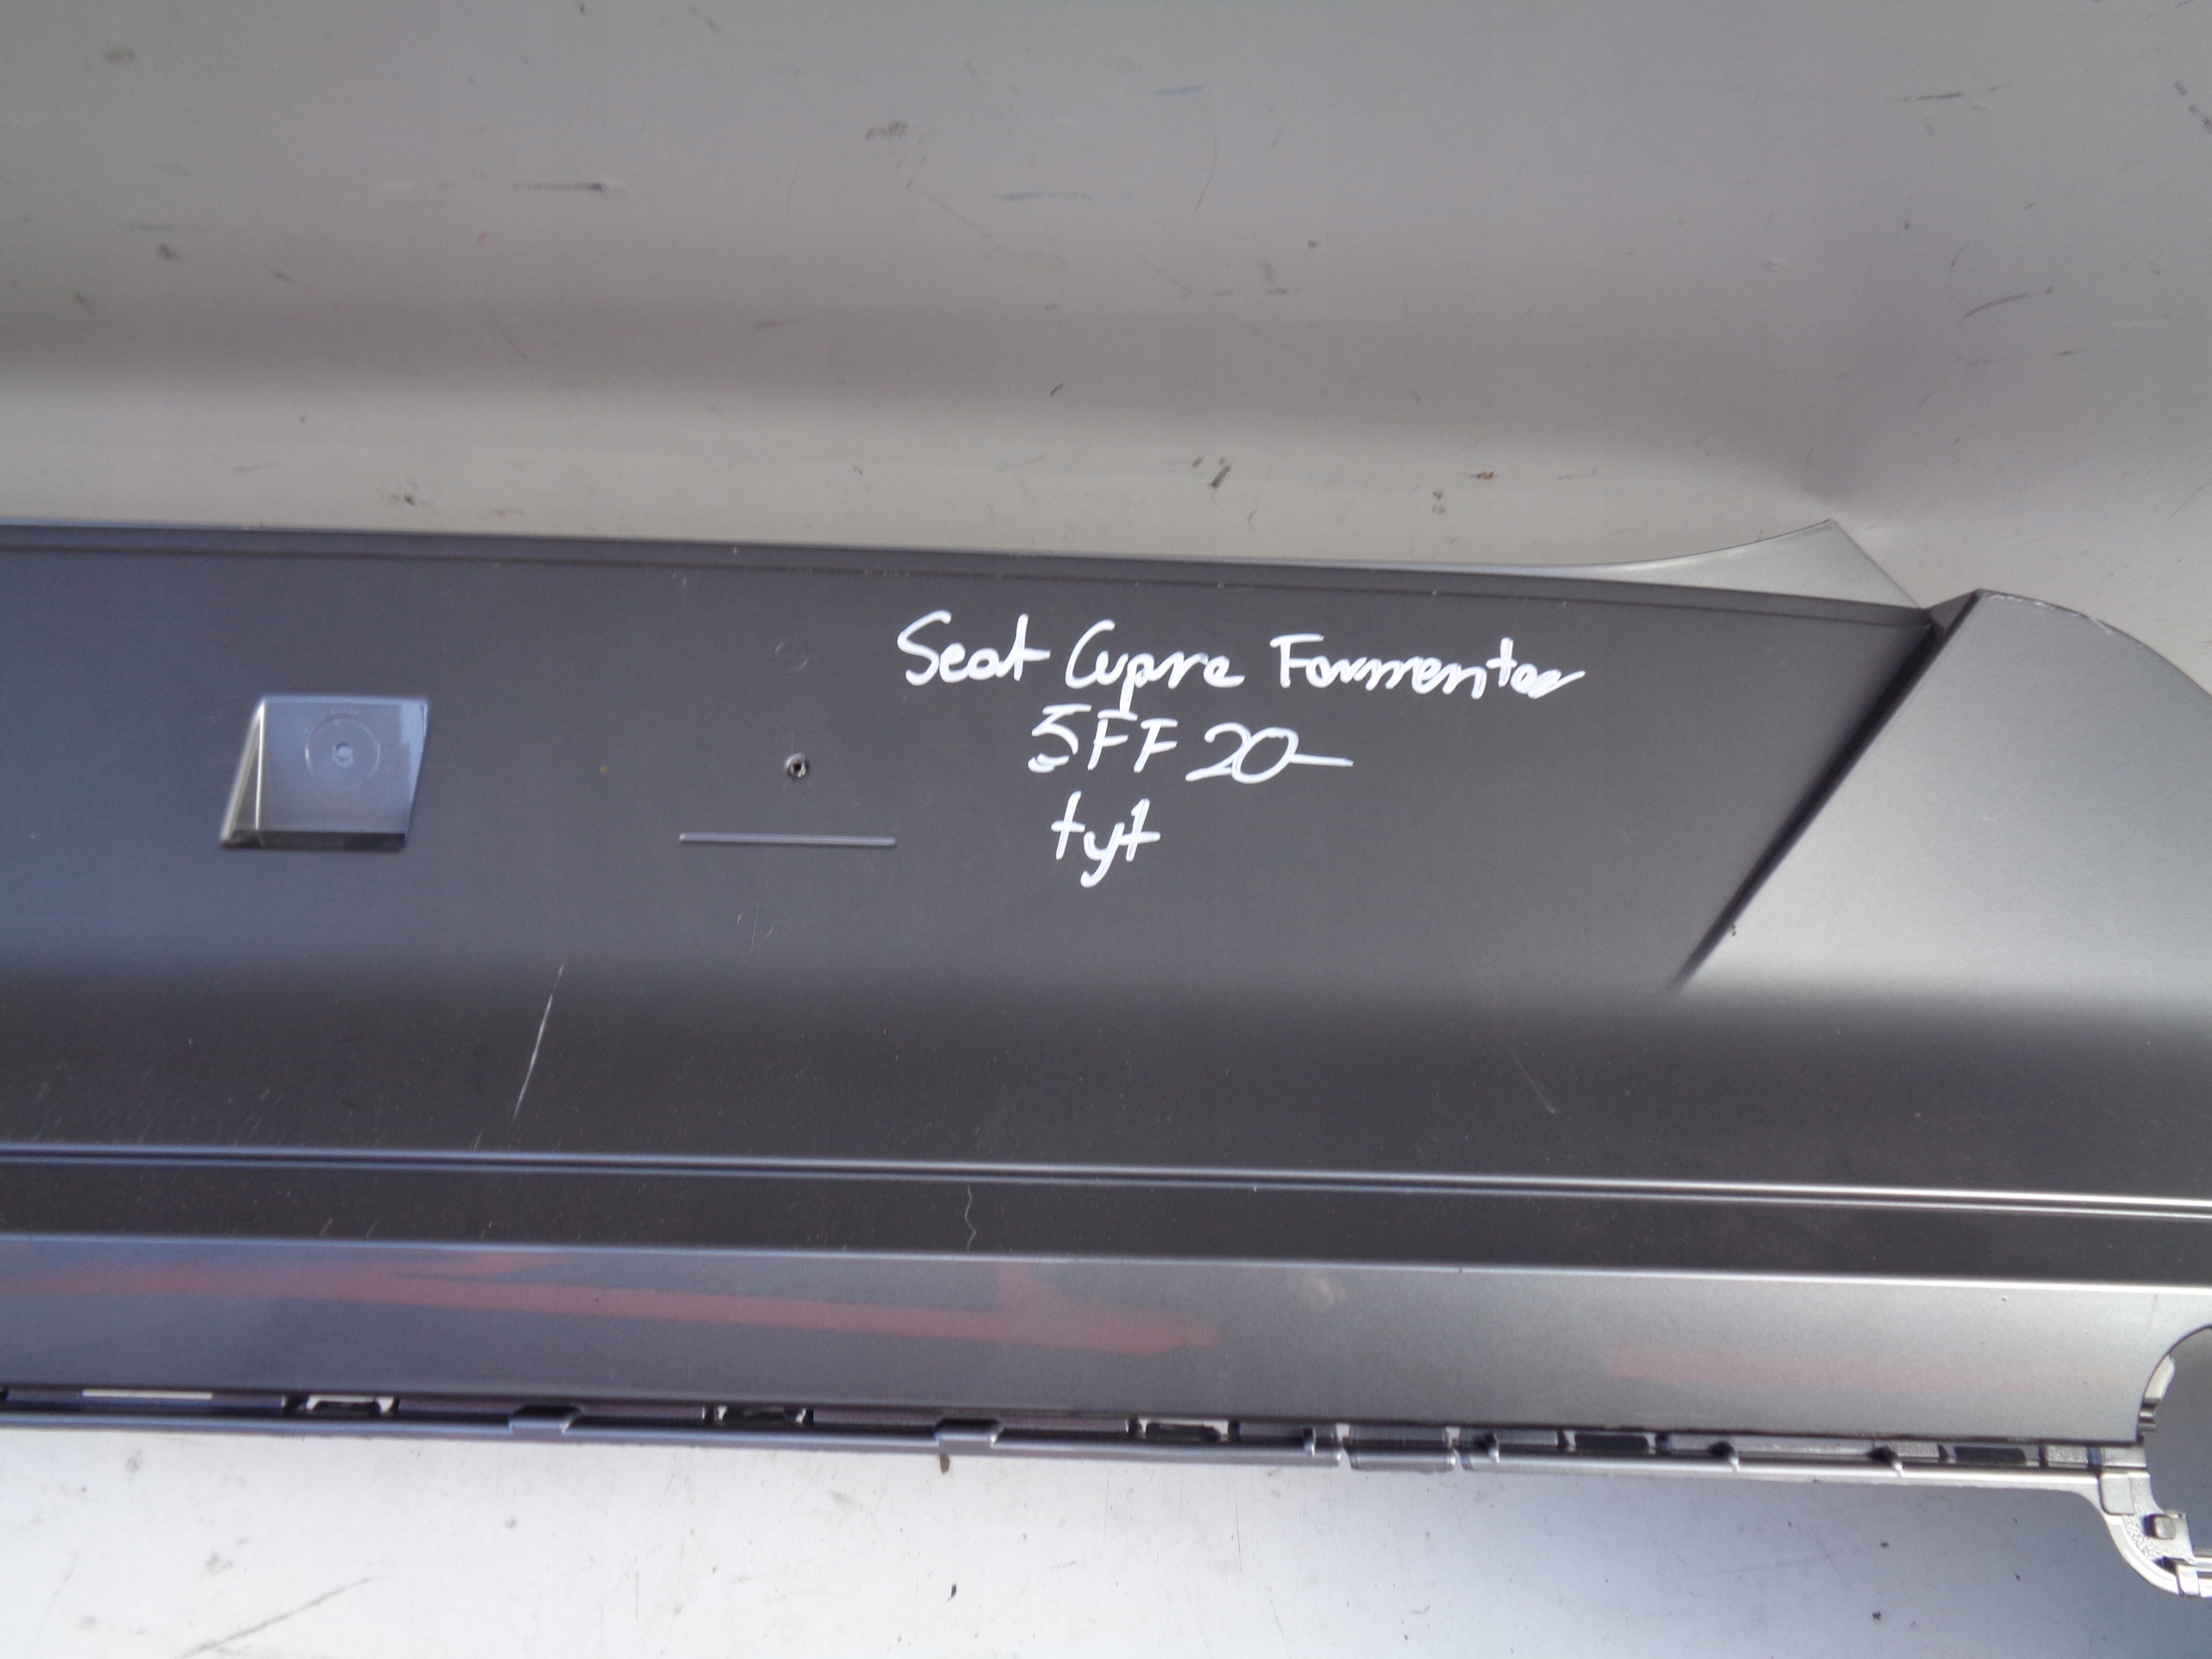 Seat Cupra Formentor
5FF 20-
tyt